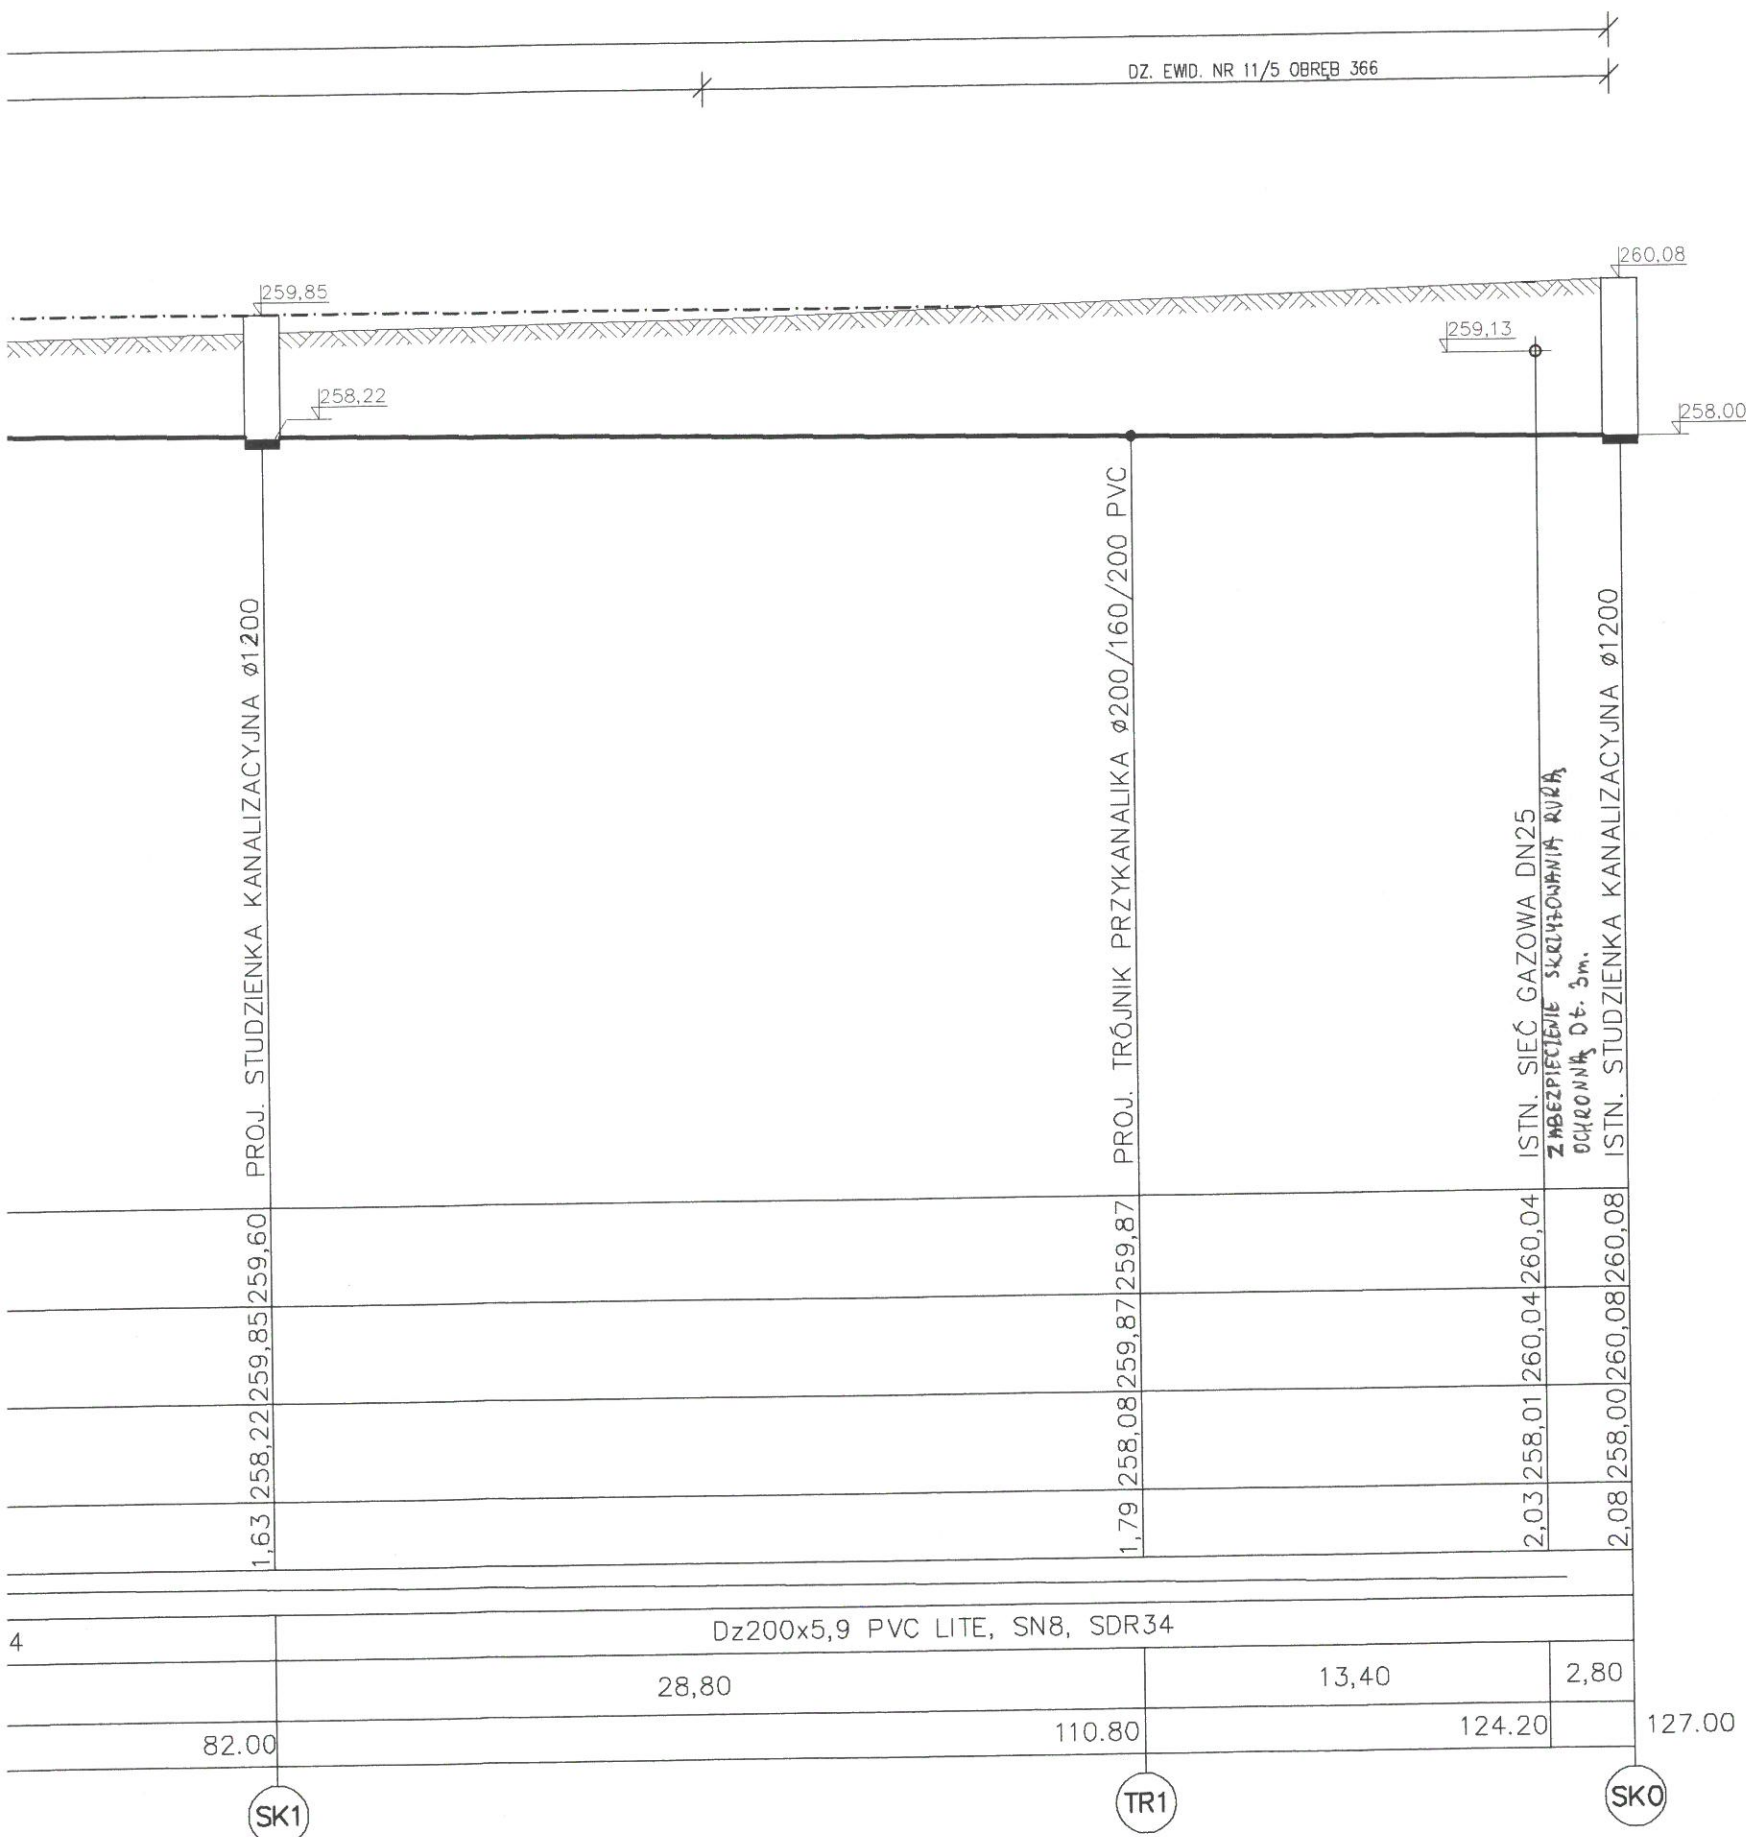 DZ. EWID. NR 11/5 OBRĘB 366
260,08
259,85
259,13
258,22
258,00
PROJ. STUDZIENKA KANALIZACYJNA ø1200
PROJ. TRÓJNIK PRZYKANALIKA ø200/160/200 PVC
ISTN. SIEĆ GAZOWA DN25
ZABEZPIECZENIE SKRZYŻOWANIA RURĄ
OCHRONNĄ DŁ. 3m.
ISTN. STUDZIENKA KANALIZACYJNA ø1200
259,60
259,87
260,04
260,08
259,85
259,87
260,04
260,08
258,22
258,08
258,01
258,00
1,63
1,79
2,03
2,08
4
Dz200x5,9 PVC LITE, SN8, SDR34
28,80
13,40
2,80
82.00
110.80
124.20
127.00
SK1
TR1
SK0